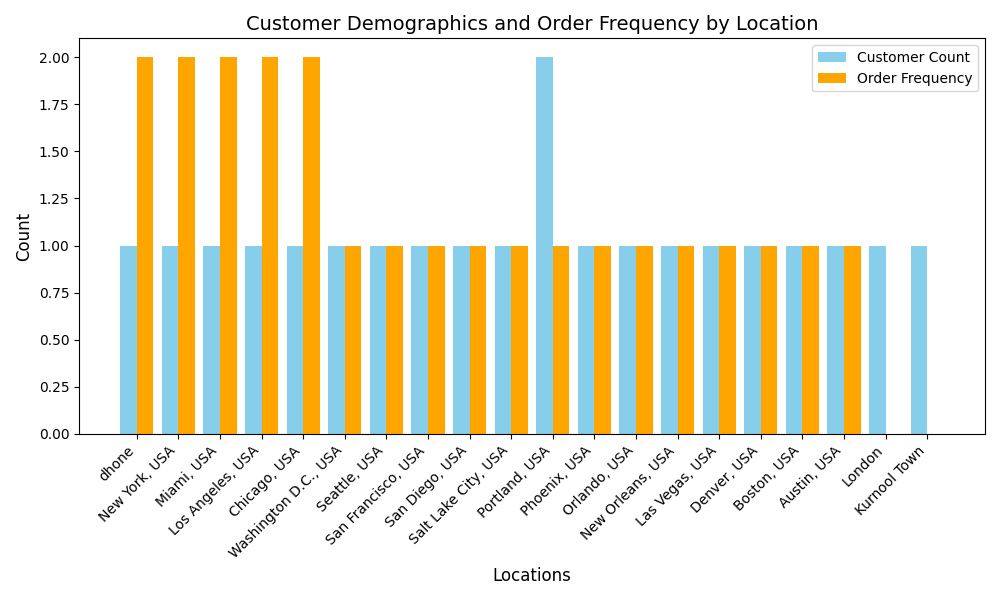 Customer Demographics and Order Frequency by Location
Customer Count
Order Frequency
Count
2.00
1.75
1.50
1.25
1.00
0.75
0.50
0.25
0.00
dhone
New York, USA
Miami, USA
Los Angeles, USA
Chicago, USA
Washington D.C., USA
Seattle, USA
San Francisco, USA
San Diego, USA
Salt Lake City, USA
Portland, USA
Phoenix, USA
Orlando, USA
New Orleans, USA
Las Vegas, USA
Denver, USA
Boston, USA
Austin, USA
London
Kurnool Town
Locations